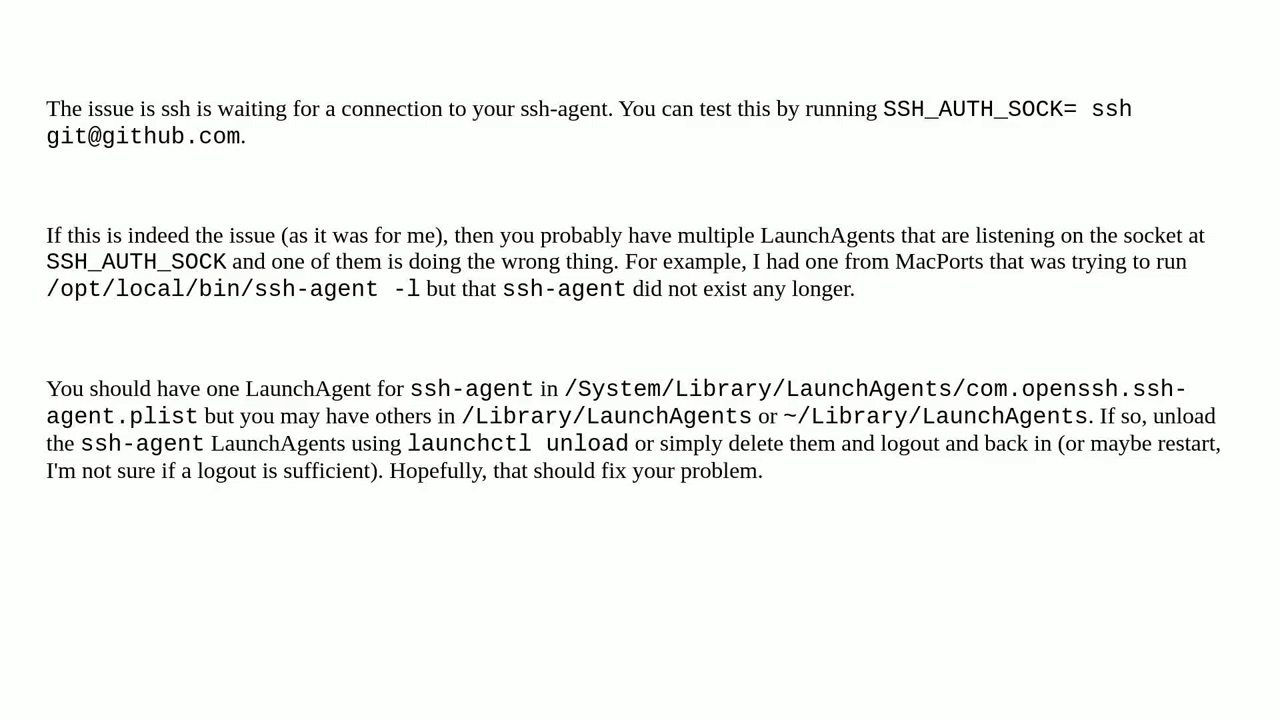 The issue is ssh is waiting for a connection to your ssh-agent. You can test this by running SSH_AUTH_SOCK= ssh
git@github.com.
If this is indeed the issue (as it was for me), then you probably have multiple LaunchAgents that are listening on the socket at
SSH_AUTH_SOCK and one of them is doing the wrong thing. For example, I had one from MacPorts that was trying to run
/opt/local/bin/ssh-agent -l but that ssh-agent did not exist any longer.
You should have one LaunchAgent for ssh-agent in /System/Library/LaunchAgents/com.openssh.ssh-
agent.plist but you may have others in /Library/LaunchAgents or ~/Library/LaunchAgents. If so, unload
the ssh-agent LaunchAgents using launchctl unload or simply delete them and logout and back in (or maybe restart,
I'm not sure if a logout is sufficient). Hopefully, that should fix your problem.